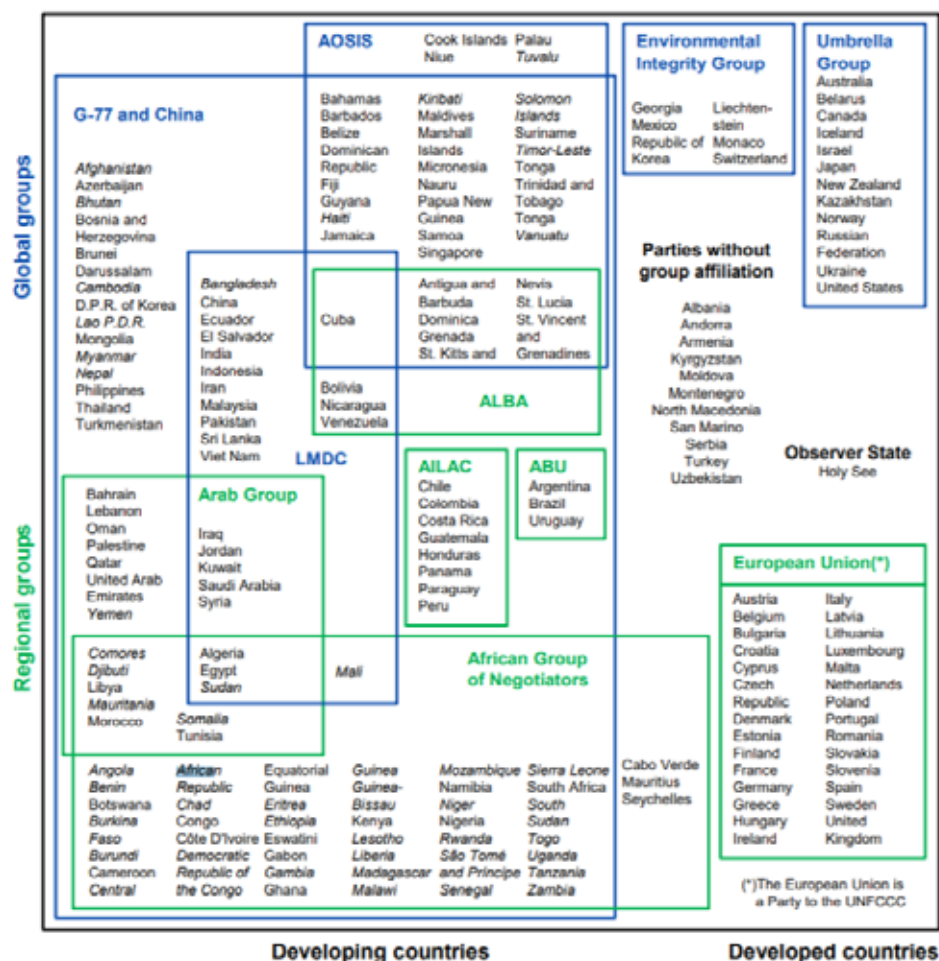 AOSIS
Cook Islands Palau
Niue Tuvalu
Environmental
Integrity Group
Umbrella
Group
G-77 and China
Bahamas Kiribati Solomon
Barbados Maldives Islands
Belize Marshall Suriname
Dominican Islands Timor-Leste
Republic Micronesia Tonga
Fiji Nauru Trinidad and
Guyana Papua New Tobago
Haiti Guinea Tonga
Jamaica Samoa Vanuatu
Singapore
Georgia Liechten-
Mexico stein
Republic of Monaco
Korea Switzerland
Australia
Belarus
Canada
Iceland
Israel
Japan
New Zealand
Kazakhstan
Norway
Russian
Federation
Ukraine
United States
Global groups
Afghanistan
Azerbaijan
Bhutan
Bosnia and
Herzegovina
Brunei
Darussalam
Cambodia
D.P.R. of Korea
Lao P.D.R.
Mongolia
Myanmar
Nepal
Philippines
Thailand
Turkmenistan
Bangladesh
China
Ecuador
El Salvador
India
Indonesia
Iran
Malaysia
Pakistan
Sri Lanka
Viet Nam
LMDC
Cuba
Antigua and Nevis
Barbuda St. Lucia
Dominica St. Vincent
Grenada and
St. Kitts and Grenadines
Bolivia
Nicaragua
Venezuela
ALBA
Parties without
group affiliation
Albania
Andorra
Armenia
Kyrgyzstan
Moldova
Montenegro
North Macedonia
San Marino
Serbia
Turkey
Uzbekistan
Observer State
Holy See
Regional groups
Arab Group
Bahrain
Lebanon
Oman
Palestine
Qatar
United Arab
Emirates
Yemen
Iraq
Jordan
Kuwait
Saudi Arabia
Syria
AILAC
Chile
Colombia
Costa Rica
Guatemala
Honduras
Panama
Paraguay
Peru
ABU
Argentina
Brazil
Uruguay
European Union(*)
Austria Italy
Belgium Latvia
Bulgaria Lithuania
Croatia Luxembourg
Cyprus Malta
Czech Netherlands
Republic Poland
Denmark Portugal
Estonia Romania
Finland Slovakia
France Slovenia
Germany Spain
Greece Sweden
Hungary United
Ireland Kingdom
African Group
of Negotiators
Comores
Djibuti
Libya
Mauritania
Morocco
Algeria
Egypt
Sudan
Somalia
Tunisia
Mali
Angola African Equatorial Guinea Mozambique Sierra Leone
Benin Republic Guinea Guinea- Namibia South Africa
Botswana Chad Eritrea Bissau Niger South
Burkina Congo Ethiopia Kenya Nigeria Sudan
Faso Côte D'Ivoire Eswatini Lesotho Rwanda Togo
Burundi Democratic Gabon Liberia São Tomé Uganda
Cameroon Republic of Gambia Madagascar and Príncipe Tanzania
Central the Congo Ghana Malawi Senegal Zambia
Cabo Verde
Mauritius
Seychelles
(*)The European Union is
a Party to the UNFCCC
Developing countries
Developed countries